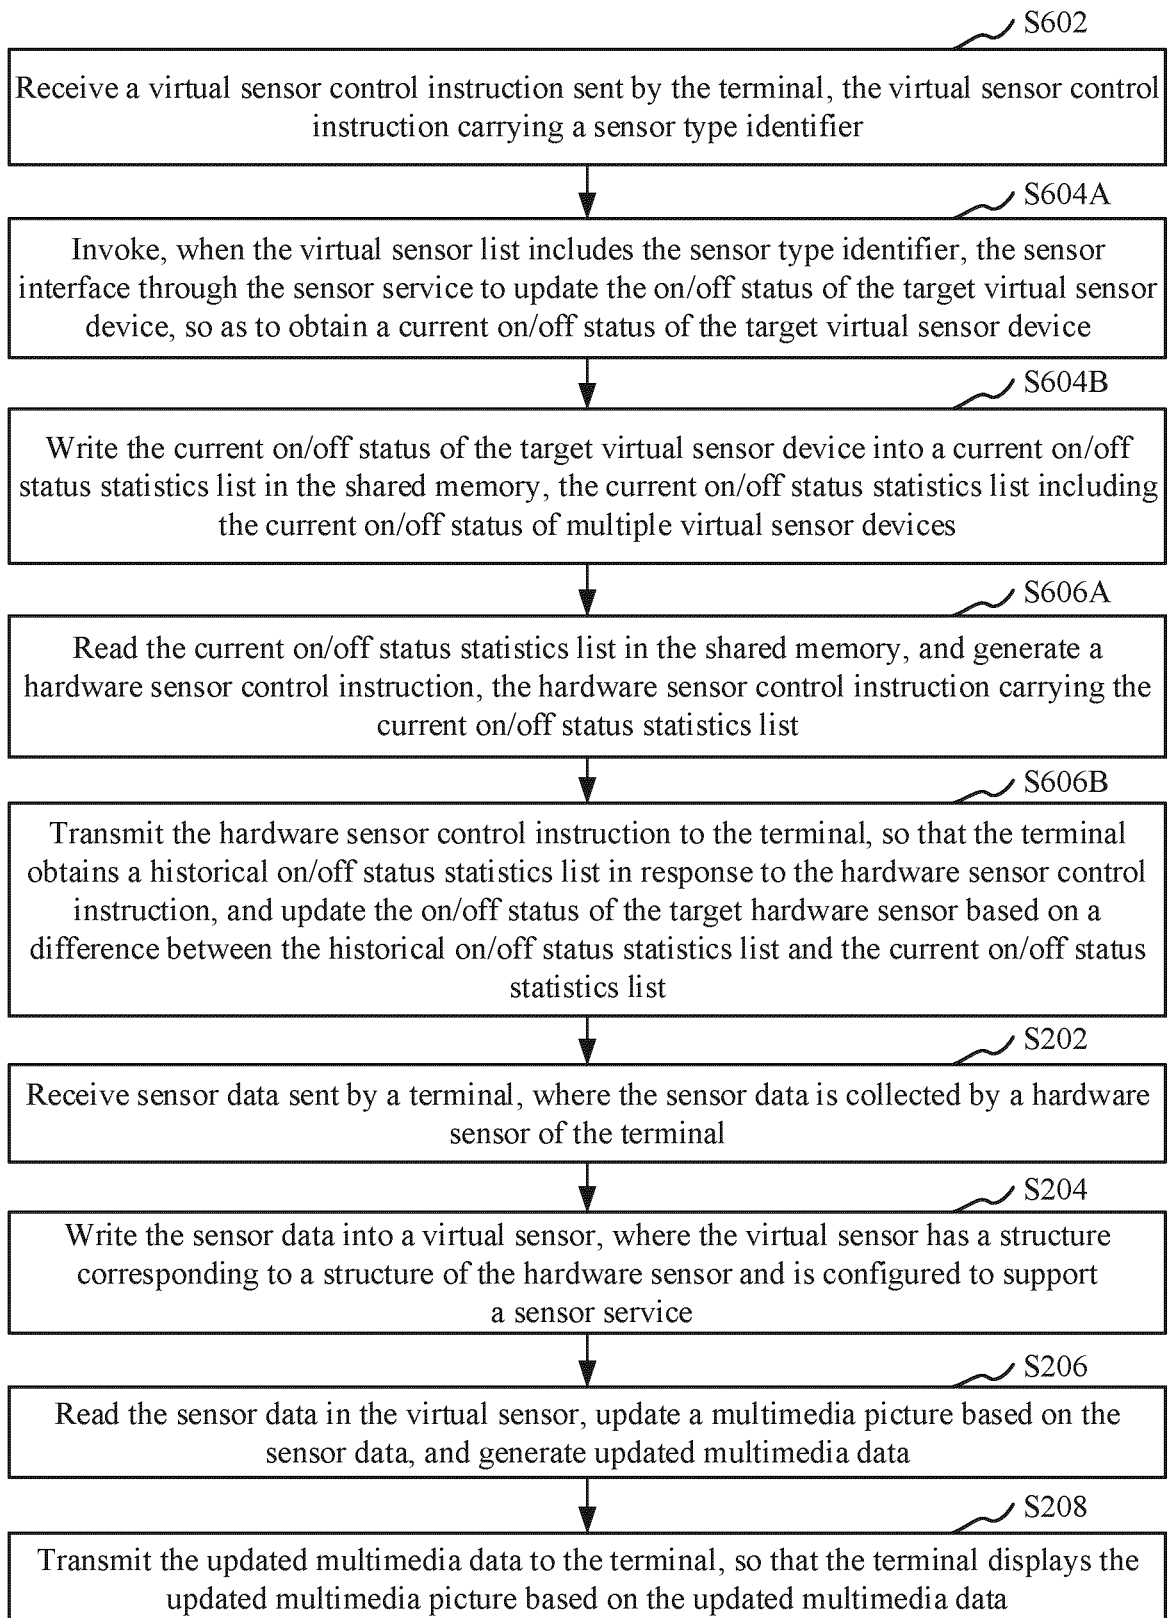 S602
Receive a virtual sensor control instruction sent by the terminal, the virtual sensor control
instruction carrying a sensor type identifier
S604A
Invoke, when the virtual sensor list includes the sensor type identifier, the sensor
interface through the sensor service to update the on/off status of the target virtual sensor
device, so as to obtain a current on/off status of the target virtual sensor device
S604B
Write the current on/off status of the target virtual sensor device into a current on/off
status statistics list in the shared memory, the current on/off status statistics list including
the current on/off status of multiple virtual sensor devices
S606A
Read the current on/off status statistics list in the shared memory, and generate a
hardware sensor control instruction, the hardware sensor control instruction carrying the
current on/off status statistics list
S606B
Transmit the hardware sensor control instruction to the terminal, so that the terminal
obtains a historical on/off status statistics list in response to the hardware sensor control
instruction, and update the on/off status of the target hardware sensor based on a
difference between the historical on/off status statistics list and the current on/off status
statistics list
S202
Receive sensor data sent by a terminal, where the sensor data is collected by a hardware
sensor of the terminal
S204
Write the sensor data into a virtual sensor, where the virtual sensor has a structure
corresponding to a structure of the hardware sensor and is configured to support
a sensor service
S206
Read the sensor data in the virtual sensor, update a multimedia picture based on the
sensor data, and generate updated multimedia data
S208
Transmit the updated multimedia data to the terminal, so that the terminal displays the
updated multimedia picture based on the updated multimedia data